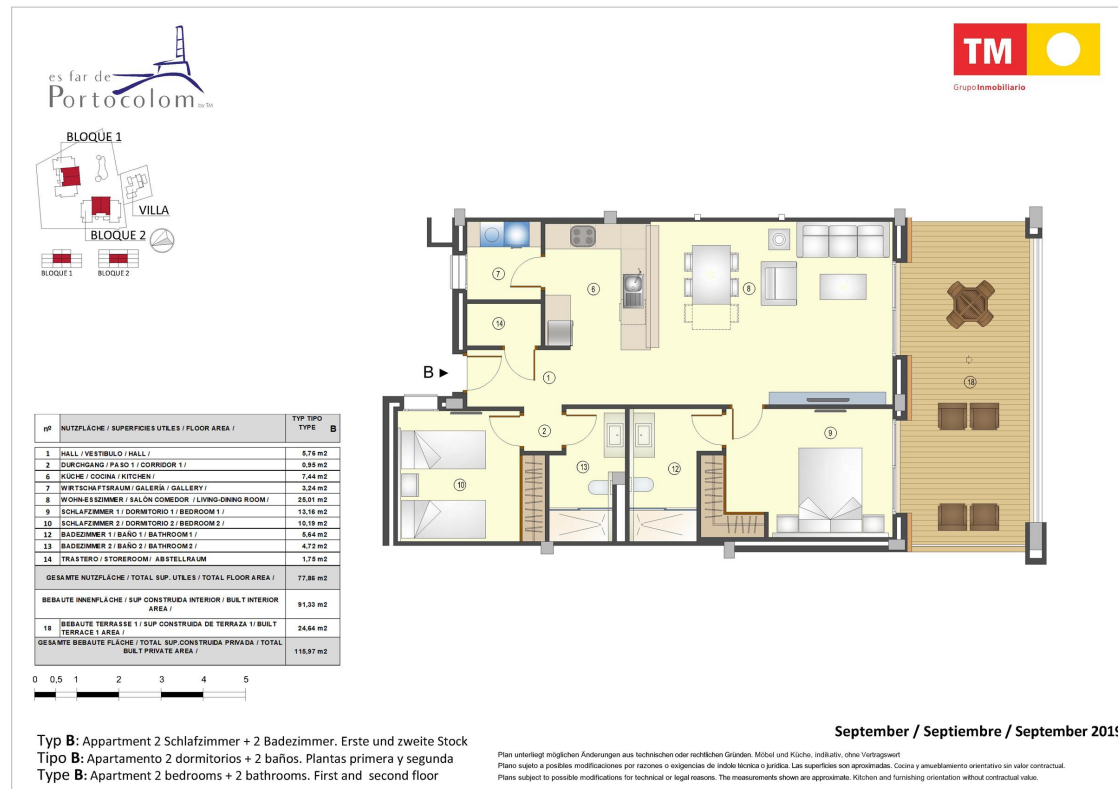 es far de
Portocolom by TM
TM
GrupoInmobiliario
BLOQUE 1
VILLA
BLOQUE 2
BLOQUE 1
BLOQUE 2
7
6
8
14
B
1
18
2
9
10
13
12
nº NUTZFLÄCHE / SUPERFICIES UTILES / FLOOR AREA / TYP TIPO TYPE B
1 HALL / VESTIBULO / HALL / 5,76 m2
2 DURCHGANG / PASO 1 / CORRIDOR 1 / 0,95 m2
6 KÜCHE / COCINA / KITCHEN / 7,44 m2
7 WIRTSCHAFTSRAUM / GALERÍA / GALLERY / 3,24 m2
8 WOHN-ESSZIMMER / SALÓN COMEDOR / LIVING-DINING ROOM / 25,01 m2
9 SCHLAFZIMMER 1 / DORMITORIO 1 / BEDROOM 1 / 13,16 m2
10 SCHLAFZIMMER 2 / DORMITORIO 2 / BEDROOM 2 / 10,19 m2
12 BADEZIMMER 1 / BAÑO 1 / BATHROOM 1 / 5,64 m2
13 BADEZIMMER 2 / BAÑO 2 / BATHROOM 2 / 4,72 m2
14 TRASTERO / STOREROOM / ABSTELLRAUM 1,75 m2
GESAMTE NUTZFLÄCHE / TOTAL SUP. UTILES / TOTAL FLOOR AREA / 77,86 m2
BEBAUTE INNENFLÄCHE / SUP CONSTRUIDA INTERIOR / BUILT INTERIOR
AREA / 91,33 m2
18 BEBAUTE TERRASSE 1 / SUP CONSTRUIDA DE TERRAZA 1/ BUILT
TERRACE 1 AREA / 24,64 m2
GESAMTE BEBAUTE FLÄCHE / TOTAL SUP.CONSTRUIDA PRIVADA / TOTAL
BUILT PRIVATE AREA / 115,97 m2
0 0,5 1 2 3 4 5
Typ B: Appartment 2 Schlafzimmer + 2 Badezimmer. Erste und zweite Stock
Tipo B: Apartamento 2 dormitorios + 2 baños. Plantas primera y segunda
Type B: Apartment 2 bedrooms + 2 bathrooms. First and second floor
September / Septiembre / September 2019
Plan unterliegt möglichen Änderungen aus technischen oder rechtlichen Gründen. Möbel und Küche, indikativ, ohne Vertragswert
Plano sujeto a posibles modificaciones por razones o exigencias de índole técnica o jurídica. Las superficies son aproximadas. Cocina y amueblamiento orientativo sin valor contractual.
Plans subject to possible modifications for technical or legal reasons. The measurements shown are approximate. Kitchen and furnishing orientation without contractual value.